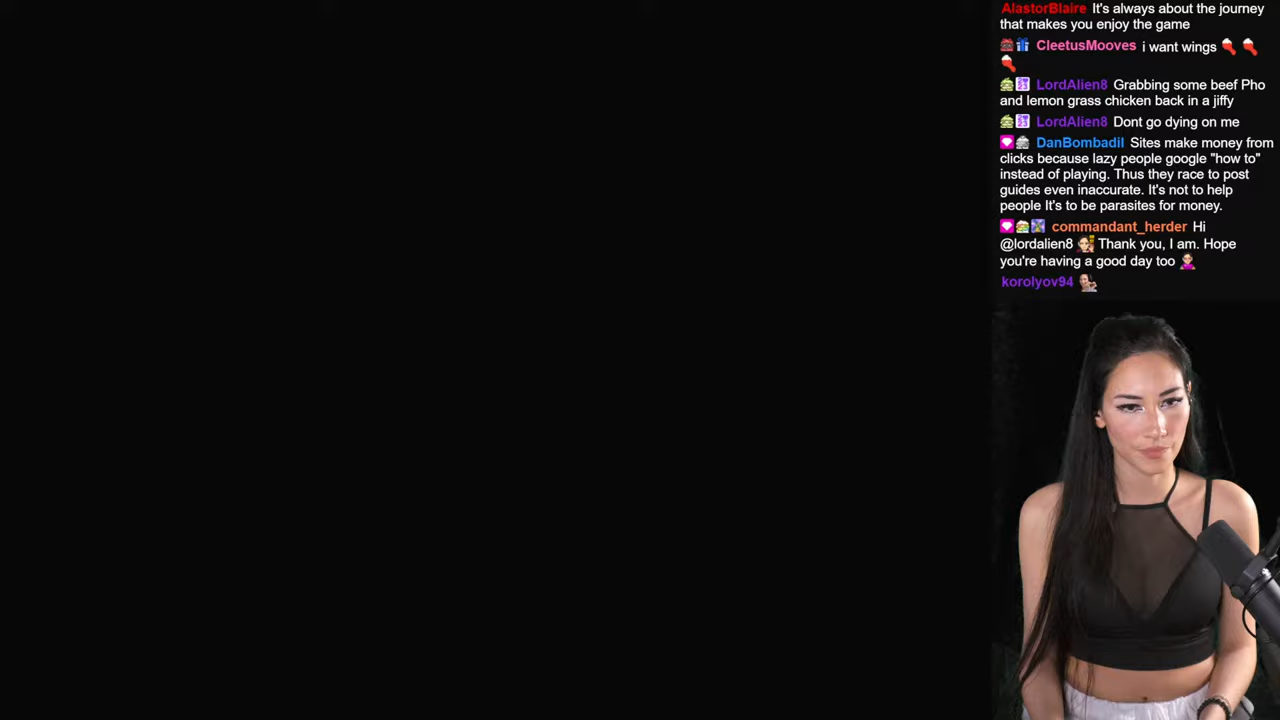 AlastorBlaire It's always about the journey
that makes you enjoy the game
CleetusMooves i want wings
LordAlien8 Grabbing some beef Pho
and lemon grass chicken back in a jiffy
LordAlien8 Dont go dying on me
DanBombadil Sites make money from
clicks because lazy people google "how to"
instead of playing. Thus they race to post
guides even inaccurate. It's not to help
people It's to be parasites for money.
commandant_herder Hi
@lordalien8 Thank you, I am. Hope
you're having a good day too
korolyov94